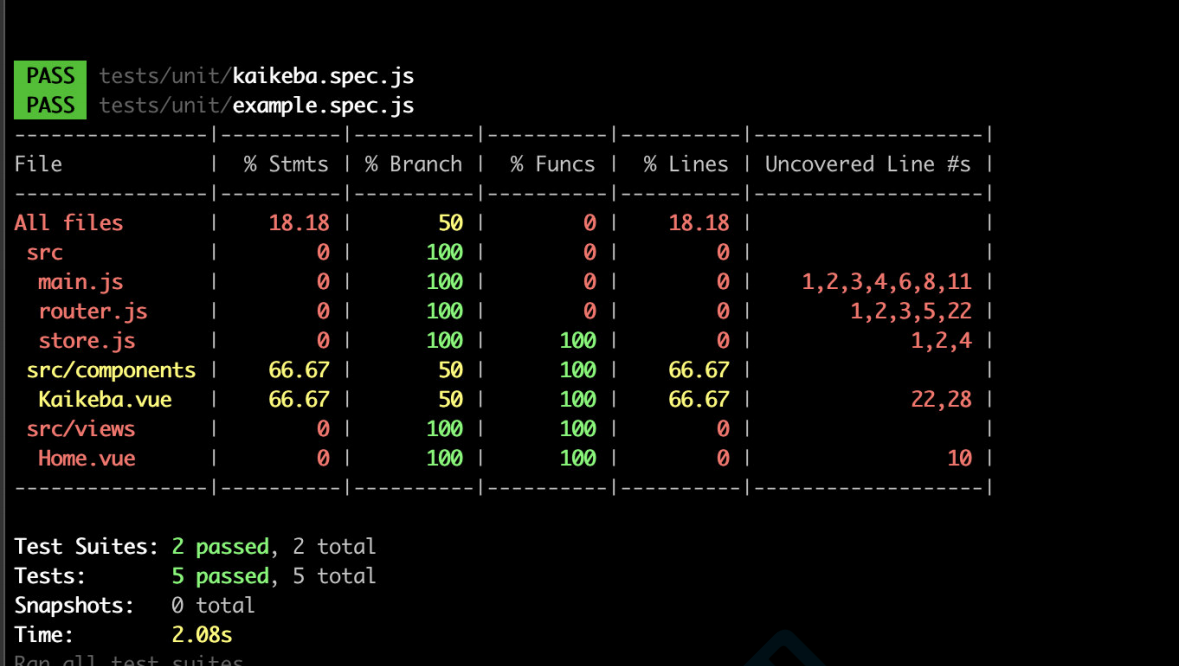 PASS tests/unit/kaikeba.spec.js
PASS tests/unit/example.spec.js
----------------|----------|----------|----------|----------|-------------------|
File            |  % Stmts | % Branch |  % Funcs |  % Lines | Uncovered Line #s |
----------------|----------|----------|----------|----------|-------------------|
All files       |    18.18 |       50 |        0 |    18.18 |                   |
 src            |        0 |      100 |        0 |        0 |                   |
  main.js       |        0 |      100 |        0 |        0 |    1,2,3,4,6,8,11 |
  router.js     |        0 |      100 |        0 |        0 |        1,2,3,5,22 |
  store.js      |        0 |      100 |      100 |        0 |             1,2,4 |
 src/components |    66.67 |       50 |      100 |    66.67 |                   |
  Kaikeba.vue   |    66.67 |       50 |      100 |    66.67 |             22,28 |
 src/views      |        0 |      100 |      100 |        0 |                   |
  Home.vue      |        0 |      100 |      100 |        0 |                10 |
----------------|----------|----------|----------|----------|-------------------|
Test Suites: 2 passed, 2 total
Tests:       5 passed, 5 total
Snapshots:   0 total
Time:        2.08s
Ran all test suites